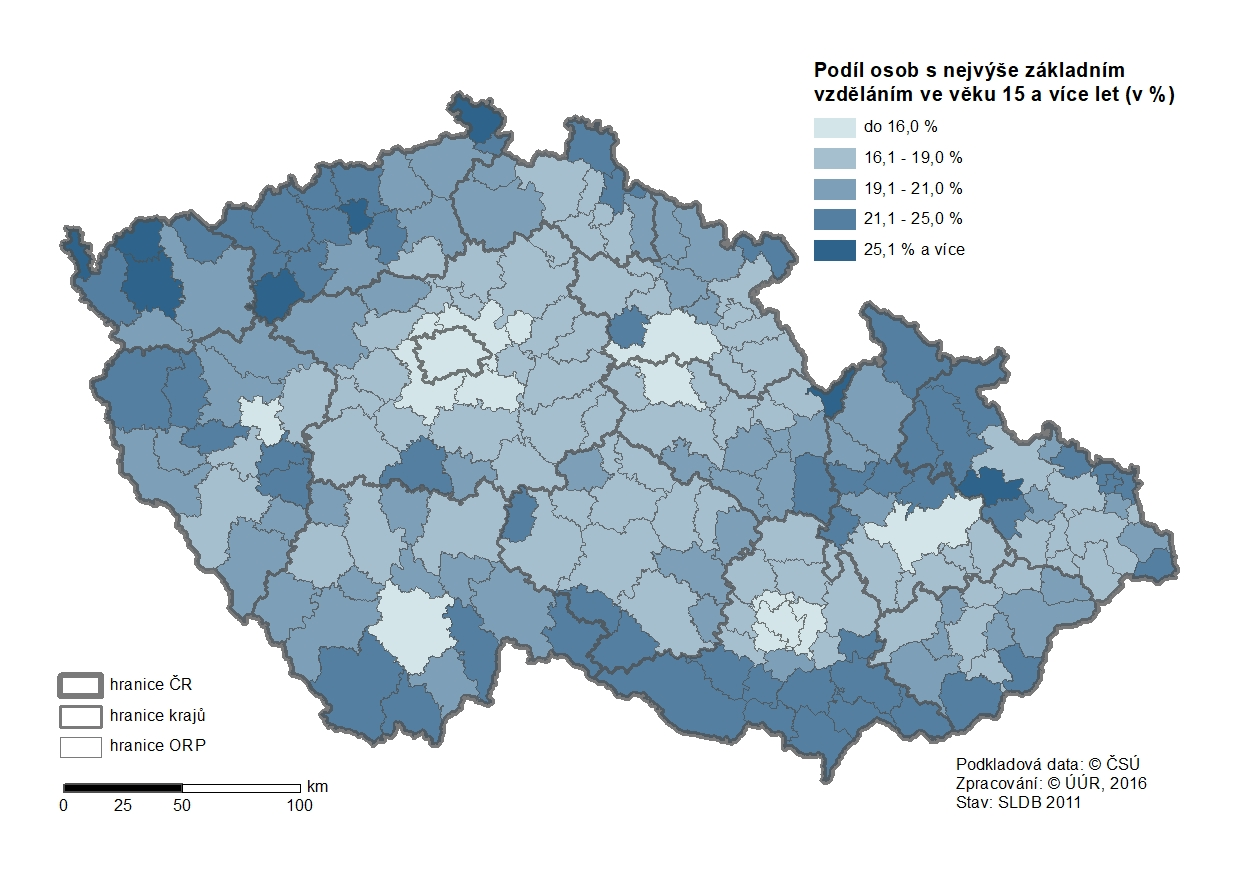 Podíl osob s nejvýše základním
vzděláním ve věku 15 a více let (v %)
do 16,0 %
16,1 - 19,0 %
19,1 - 21,0 %
21,1 - 25,0 %
25,1 % a více
hranice ČR
hranice krajů
hranice ORP
km
0 25 50 100
Podkladová data: © ČSÚ
Zpracování: © ÚÚR, 2016
Stav: SLDB 2011